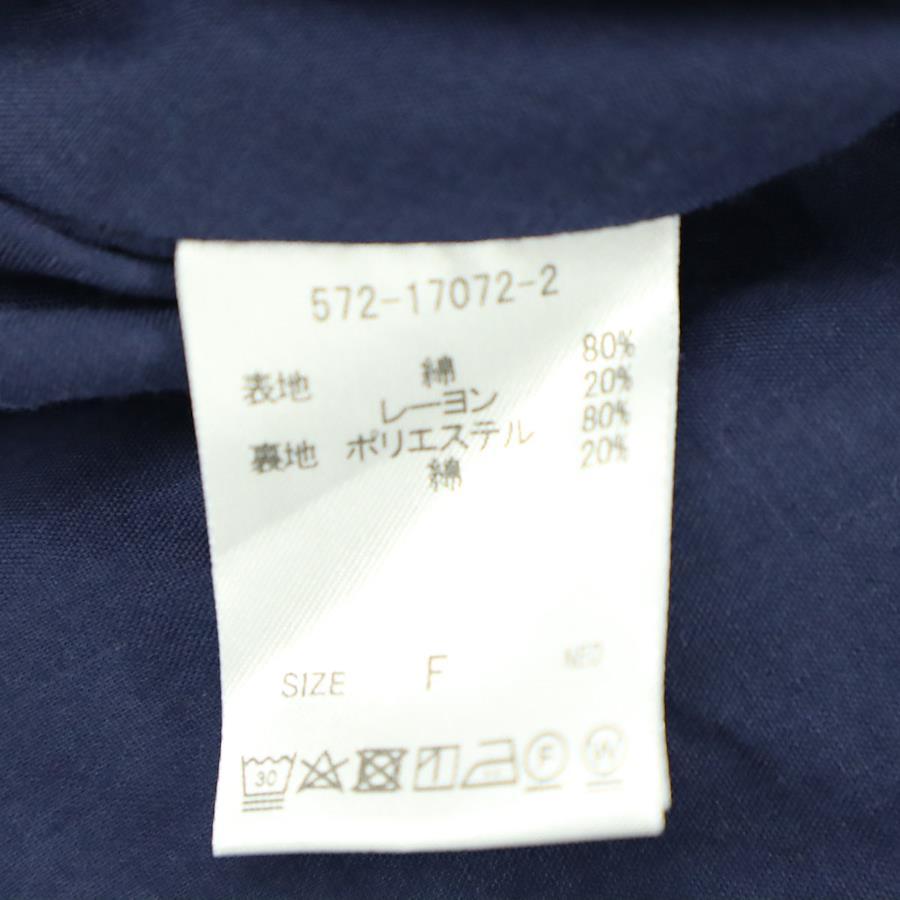 572-17072-2
表地 綿 80%
レーヨン 20%
裏地 ポリエステル 80%
綿 20%
SIZE F NEO
30 F W